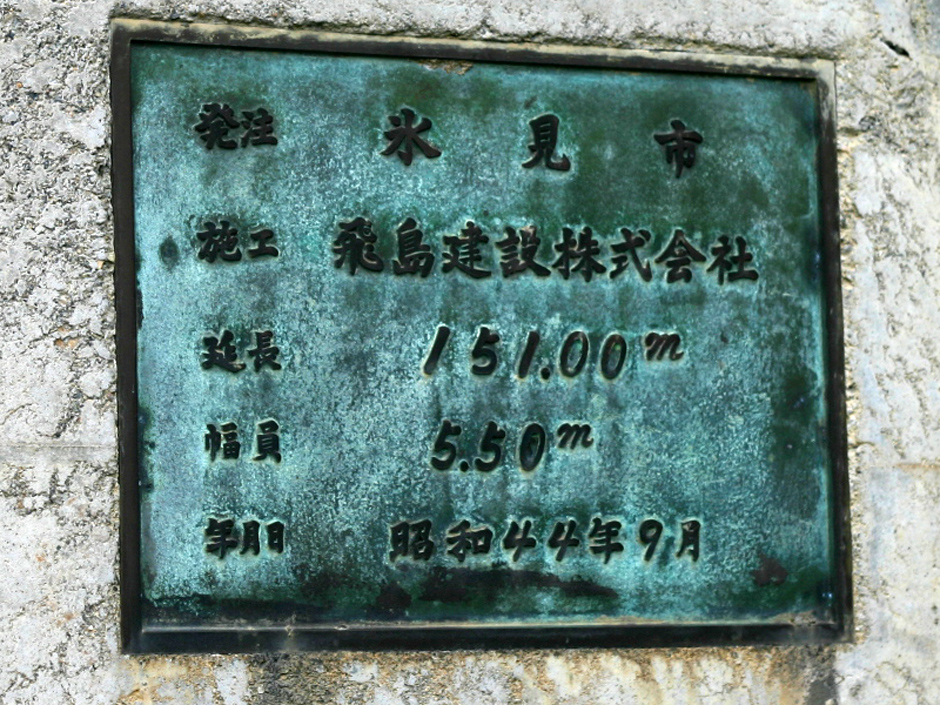 発注 氷見市
施工 飛島建設株式会社
延長 151.00m
幅員 5.50m
年月日 昭和44年9月